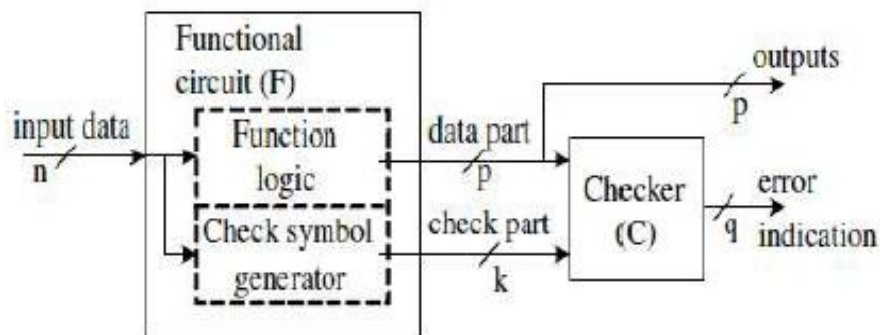 Functional
circuit (F)
input data
n
Function
logic
Check symbol
generator
data part
p
check part
k
outputs
p
Checker
(C)
error
q
indication